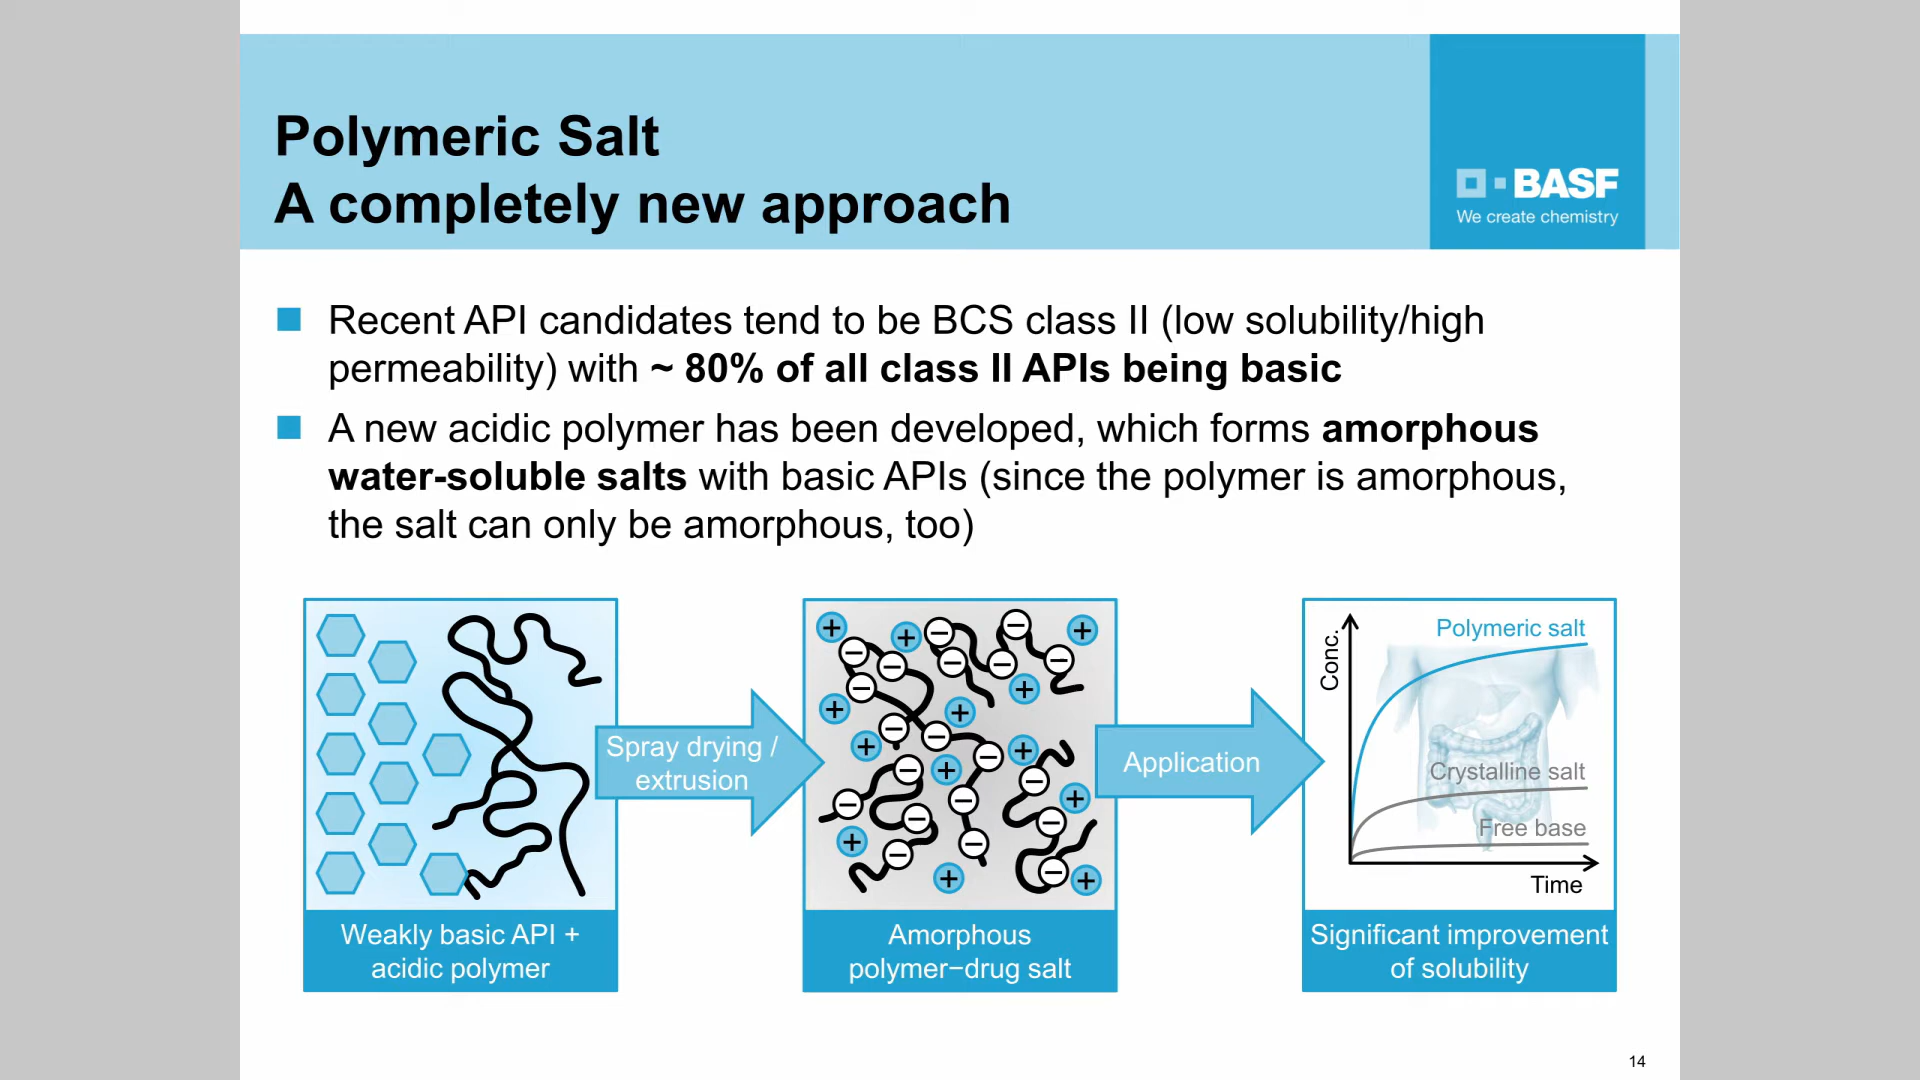 Polymeric Salt
A completely new approach
BASF
We create chemistry
Recent API candidates tend to be BCS class II (low solubility/high
permeability) with ~ 80% of all class II APIs being basic
A new acidic polymer has been developed, which forms amorphous
water-soluble salts with basic APIs (since the polymer is amorphous,
the salt can only be amorphous, too)
Spray drying /
extrusion
Weakly basic API +
acidic polymer
Application
Amorphous
polymer−drug salt
Conc.
Polymeric salt
Crystalline salt
Free base
Time
Significant improvement
of solubility
14